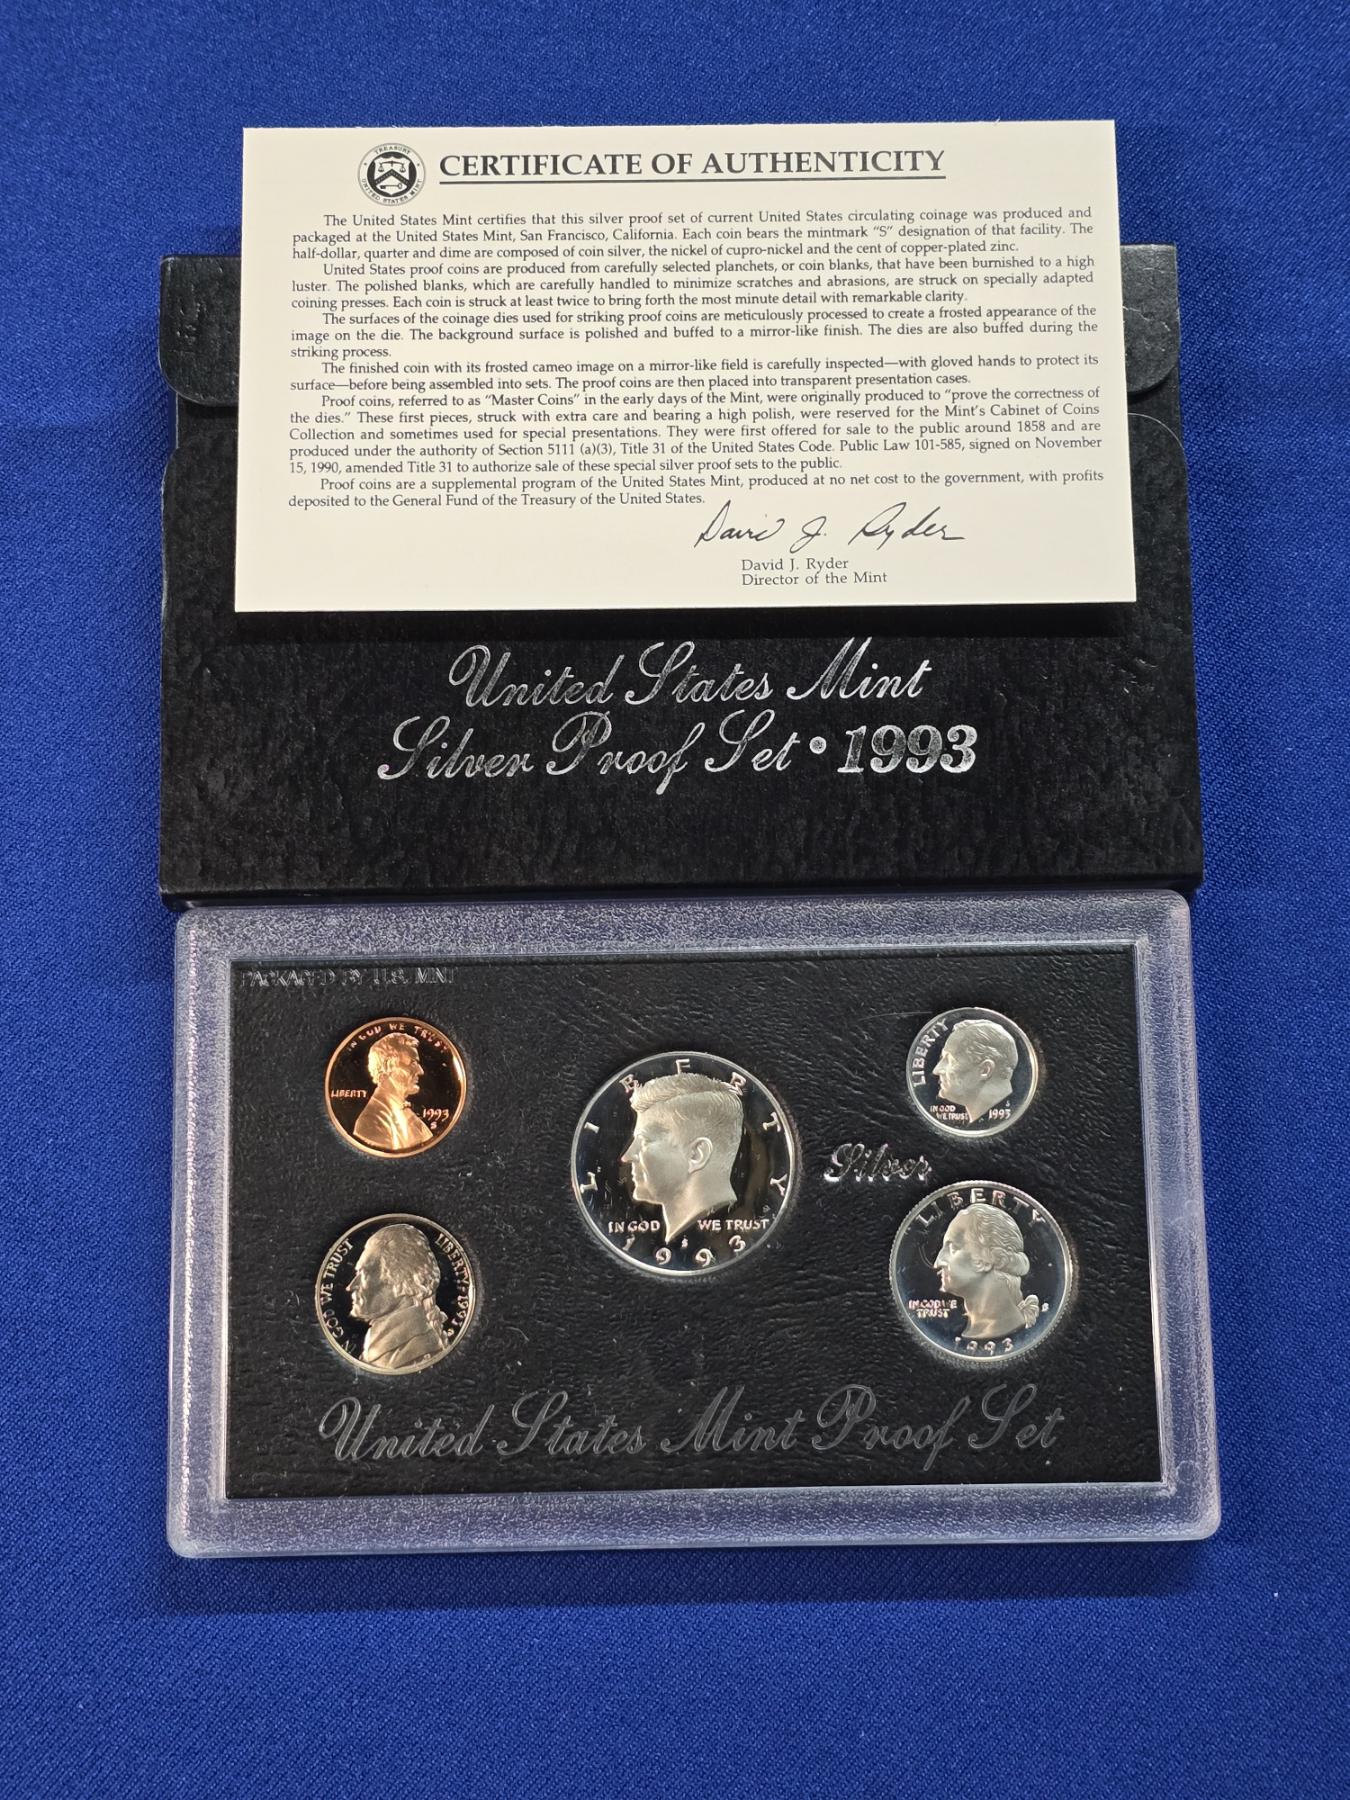 TREASURY
UNITED STATES MINT
CERTIFICATE OF AUTHENTICITY
The United States Mint certifies that this silver proof set of current United States circulating coinage was produced and
packaged at the United States Mint, San Francisco, California. Each coin bears the mintmark "S" designation of that facility. The
half-dollar, quarter and dime are composed of coin silver, the nickel of cupro-nickel and the cent of copper-plated zinc.
United States proof coins are produced from carefully selected planchets, or coin blanks, that have been burnished to a high
luster. The polished blanks, which are carefully handled to minimize scratches and abrasions, are struck on specially adapted
coining presses. Each coin is struck at least twice to bring forth the most minute detail with remarkable clarity.
The surfaces of the coinage dies used for striking proof coins are meticulously processed to create a frosted appearance of the
image on the die. The background surface is polished and buffed to a mirror-like finish. The dies are also buffed during the
striking process.
The finished coin with its frosted cameo image on a mirror-like field is carefully inspected—with gloved hands to protect its
surface—before being assembled into sets. The proof coins are then placed into transparent presentation cases.
Proof coins, referred to as "Master Coins" in the early days of the Mint, were originally produced to "prove the correctness of
the dies." These first pieces, struck with extra care and bearing a high polish, were reserved for the Mint's Cabinet of Coins
Collection and sometimes used for special presentations. They were first offered for sale to the public around 1858 and are
produced under the authority of Section 5111 (a)(3), Title 31 of the United States Code. Public Law 101-585, signed on November
15, 1990, amended Title 31 to authorize sale of these special silver proof sets to the public.
Proof coins are a supplemental program of the United States Mint, produced at no net cost to the government, with profits
deposited to the General Fund of the Treasury of the United States.
David J. Ryder
David J. Ryder
Director of the Mint
United States Mint
Silver Proof Set • 1993
PACKAGED BY U.S. MINT
IN GOD WE TRUST
LIBERTY
1993
S
LIBERTY
IN GOD WE TRUST
1993
S
LIBERTY
IN GOD
WE TRUST
S
1993
Silver
IN GOD WE TRUST
LIBERTY 1993
S
LIBERTY
IN GOD WE
TRUST
S
1993
United States Mint Proof Set